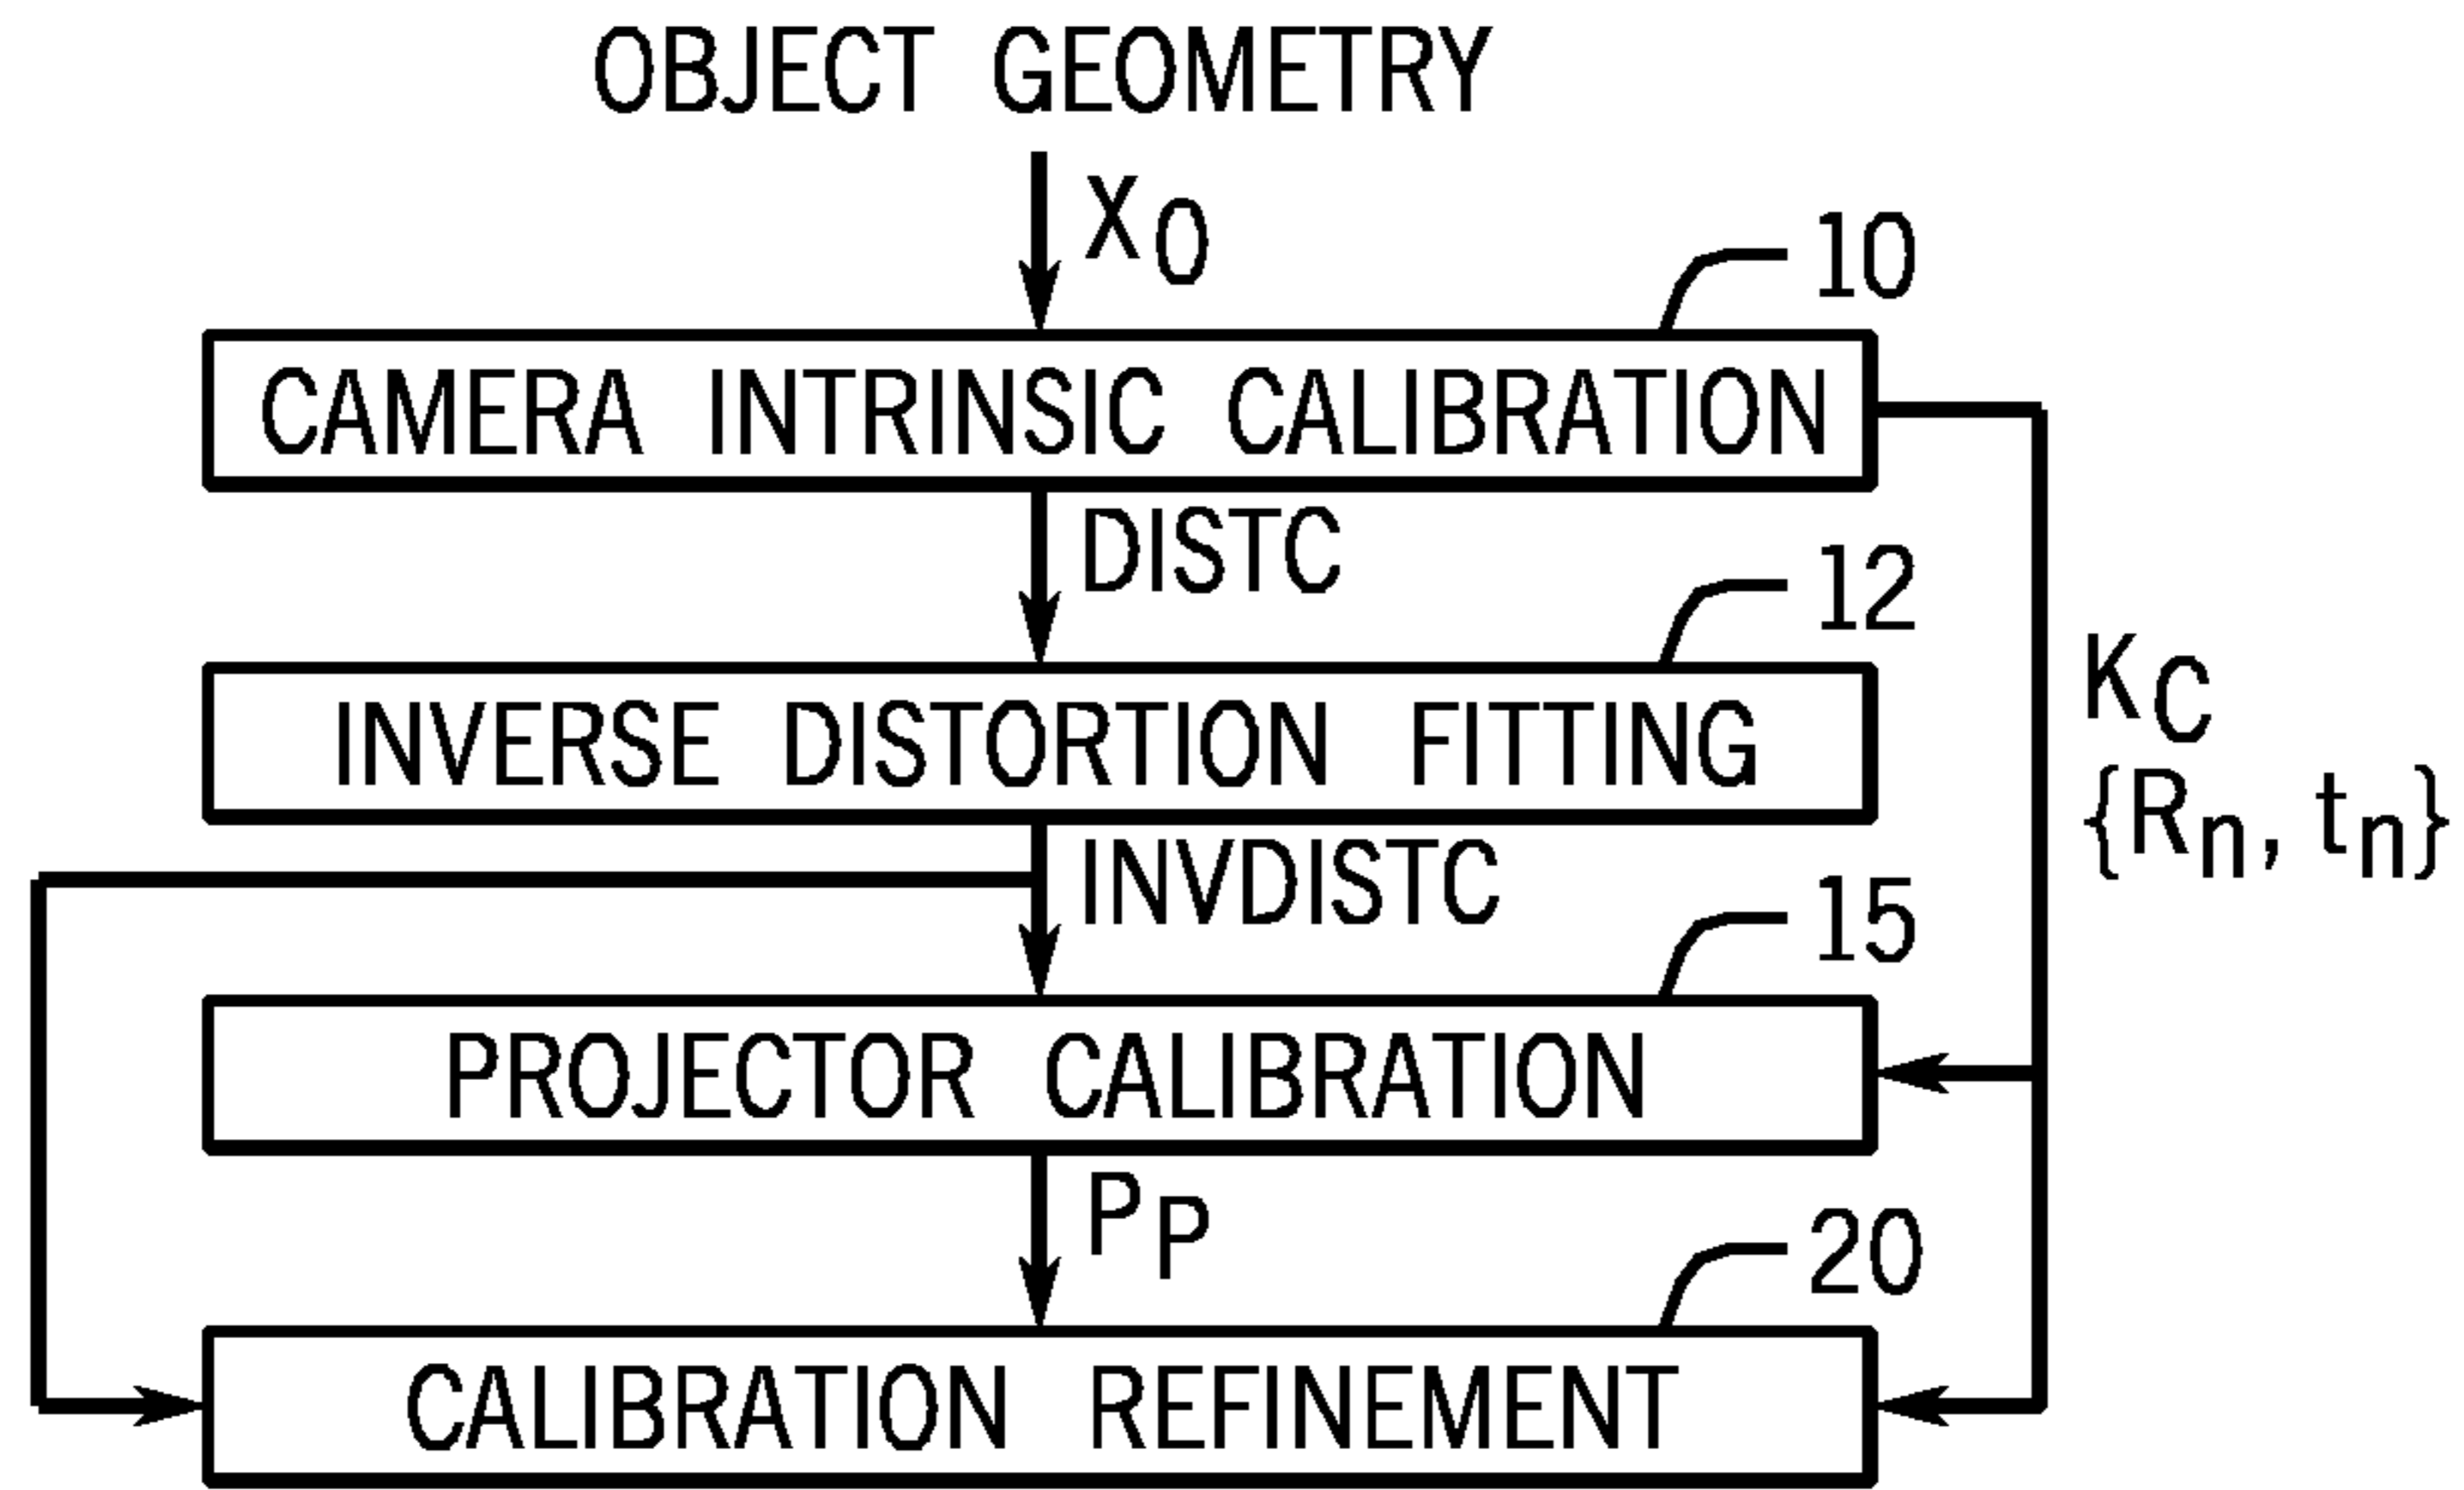 OBJECT GEOMETRY
X0
10
CAMERA INTRINSIC CALIBRATION
DISTC
12
INVERSE DISTORTION FITTING
KC
{Rn, tn}
INVDISTC
15
PROJECTOR CALIBRATION
PP
20
CALIBRATION REFINEMENT